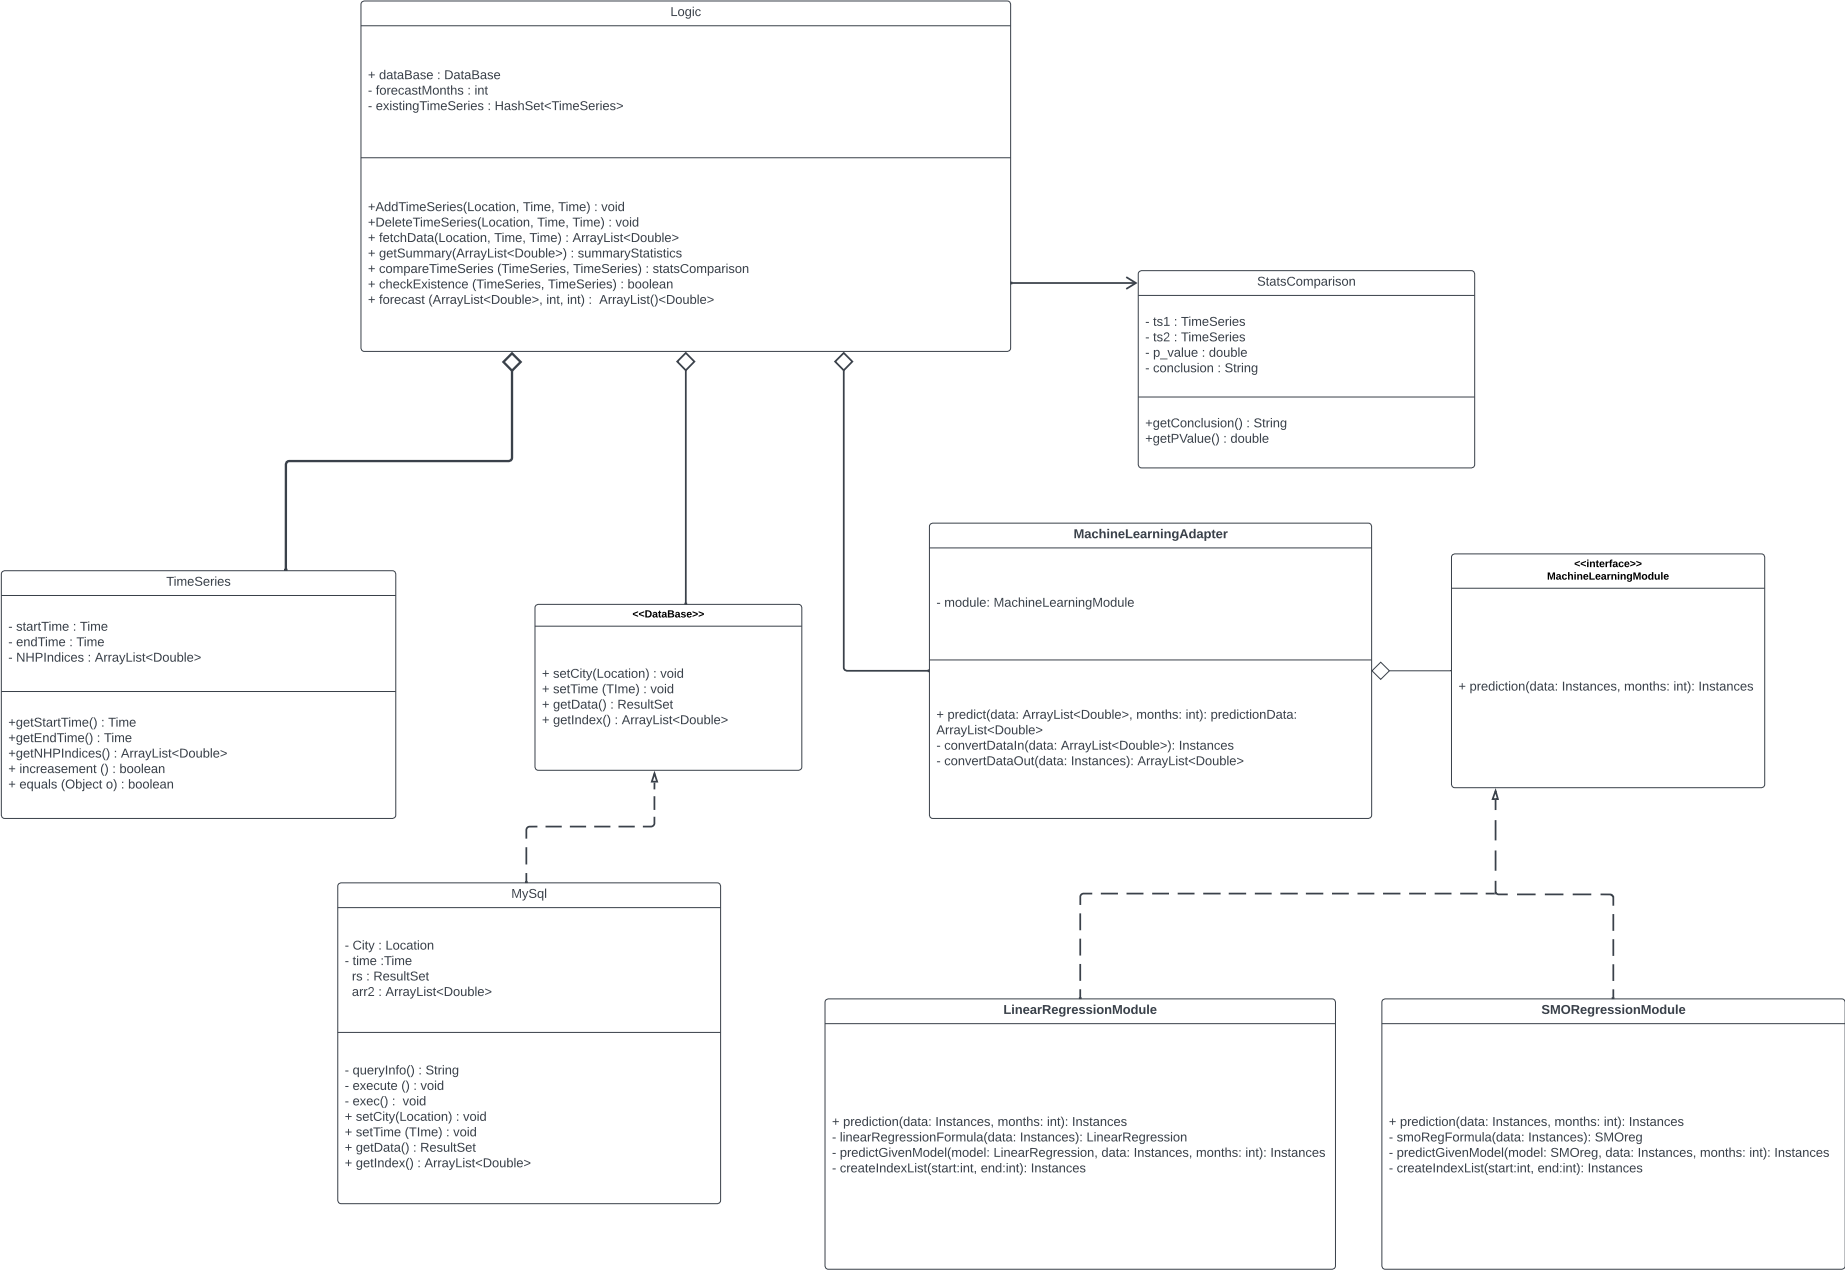 Logic
+ dataBase : DataBase
- forecastMonths : int
- existingTimeSeries : HashSet<TimeSeries>
+AddTimeSeries(Location, Time, Time) : void
+DeleteTimeSeries(Location, Time, Time) : void
+ fetchData(Location, Time, Time) : ArrayList<Double>
+ getSummary(ArrayList<Double>) : summaryStatistics
+ compareTimeSeries (TimeSeries, TimeSeries) : statsComparison
+ checkExistence (TimeSeries, TimeSeries) : boolean
+ forecast (ArrayList<Double>, int, int) :  ArrayList()<Double>
StatsComparison
- ts1 : TimeSeries
- ts2 : TimeSeries
- p_value : double
- conclusion : String
+getConclusion() : String
+getPValue() : double
TimeSeries
- startTime : Time
- endTime : Time
- NHPIndices : ArrayList<Double>
+getStartTime() : Time
+getEndTime() : Time
+getNHPIndices() : ArrayList<Double>
+ increasement () : boolean
+ equals (Object o) : boolean
<<DataBase>>
+ setCity(Location) : void
+ setTime (TIme) : void
+ getData() : ResultSet
+ getIndex() : ArrayList<Double>
MachineLearningAdapter
- module: MachineLearningModule
+ predict(data: ArrayList<Double>, months: int): predictionData:
ArrayList<Double>
- convertDataIn(data: ArrayList<Double>): Instances
- convertDataOut(data: Instances): ArrayList<Double>
<<interface>>
MachineLearningModule
+ prediction(data: Instances, months: int): Instances
MySql
- City : Location
- time :Time
rs : ResultSet
arr2 : ArrayList<Double>
- queryInfo() : String
- execute () : void
- exec() :  void
+ setCity(Location) : void
+ setTime (TIme) : void
+ getData() : ResultSet
+ getIndex() : ArrayList<Double>
LinearRegressionModule
+ prediction(data: Instances, months: int): Instances
- linearRegressionFormula(data: Instances): LinearRegression
- predictGivenModel(model: LinearRegression, data: Instances, months: int): Instances
- createIndexList(start:int, end:int): Instances
SMORegressionModule
+ prediction(data: Instances, months: int): Instances
- smoRegFormula(data: Instances): SMOreg
- predictGivenModel(model: SMOreg, data: Instances, months: int): Instances
- createIndexList(start:int, end:int): Instances